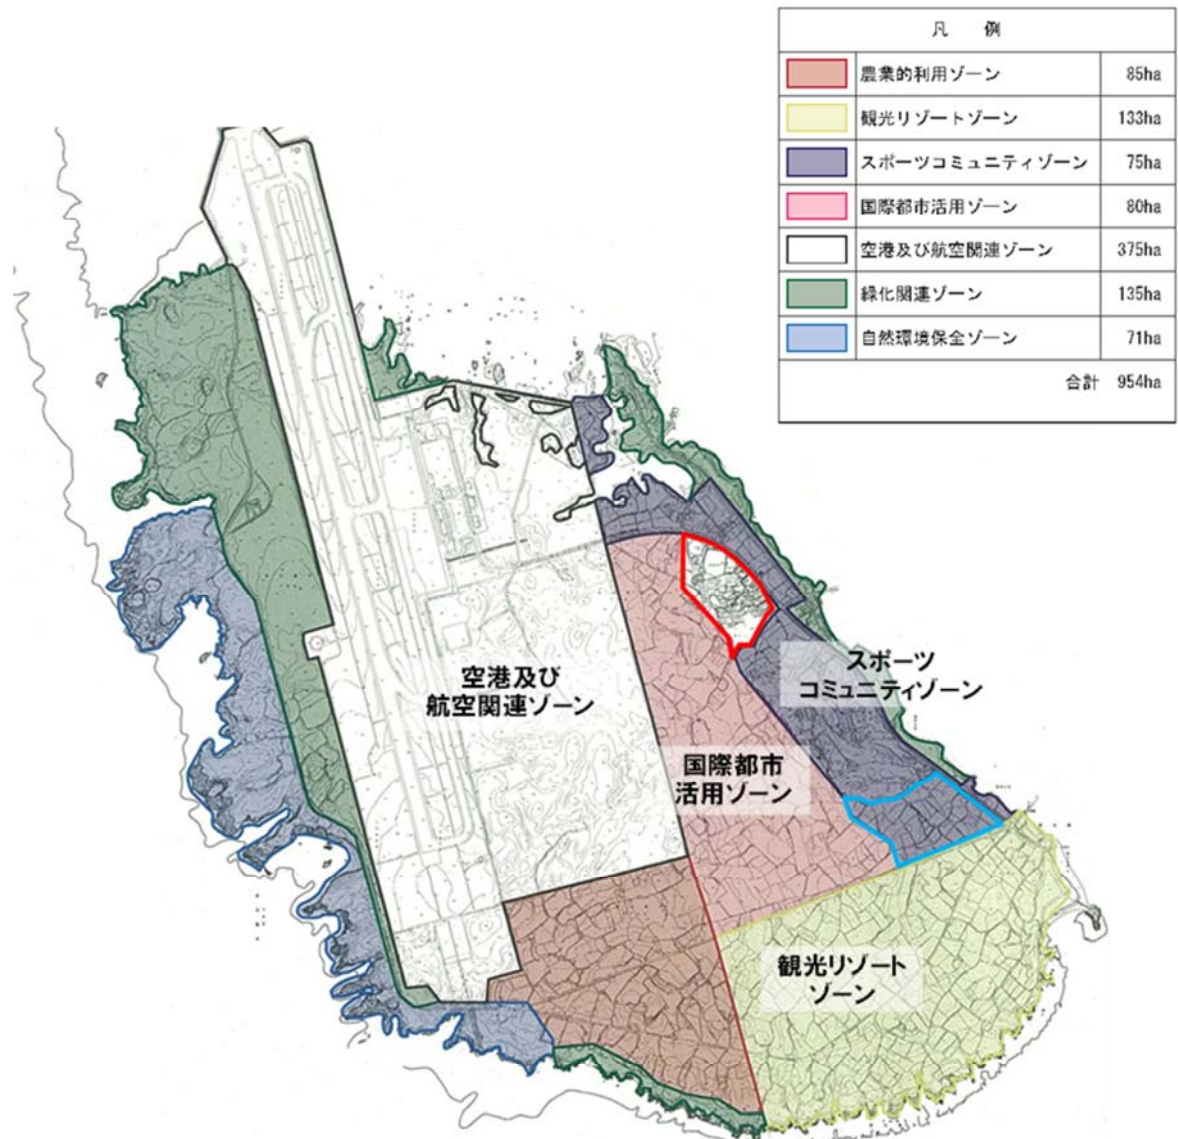 凡 例
農業的利用ゾーン 85ha
観光リゾートゾーン 133ha
スポーツコミュニティゾーン 75ha
国際都市活用ゾーン 80ha
空港及び航空関連ゾーン 375ha
緑化関連ゾーン 135ha
自然環境保全ゾーン 71ha
合計 954ha
スポーツ
コミュニティゾーン
空港及び
航空関連ゾーン
国際都市
活用ゾーン
観光リゾート
ゾーン